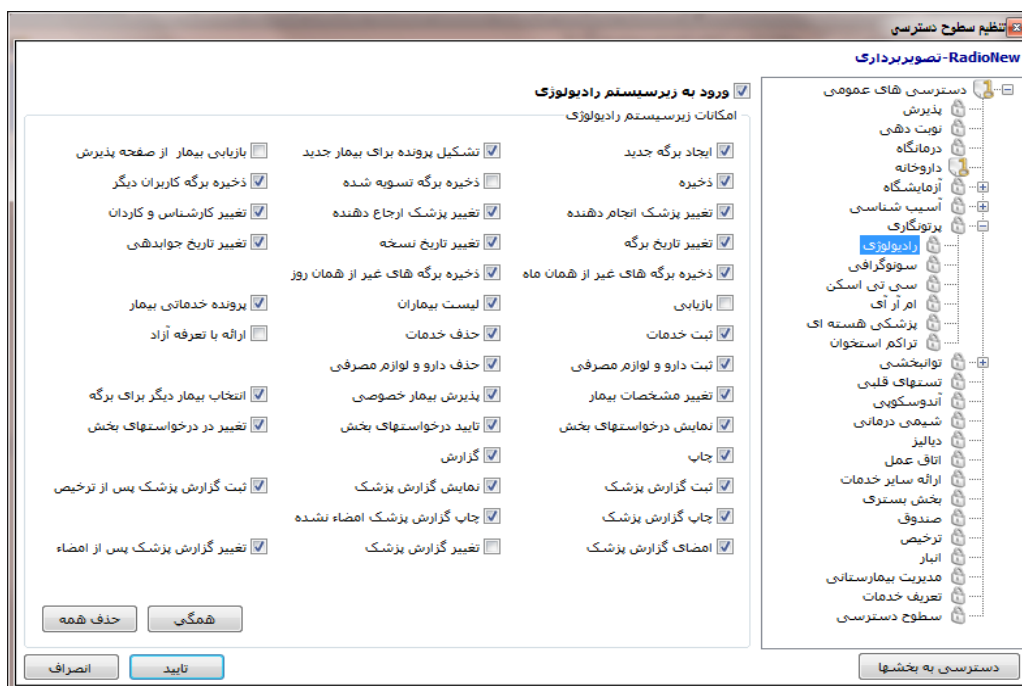 تنظیم سطوح دسترسی
RadioNew-تصویربرداری
دسترسی های عمومی
پذیرش
نوبت دهی
درمانگاه
داروخانه
آزمایشگاه
آسیب شناسی
پرتونگاری
رادیولوژی
سونوگرافی
سی تی اسکن
ام آر آی
پزشکی هسته ای
تراکم استخوان
توانبخشی
تستهای قلبی
آندوسکوپی
شیمی درمانی
دیالیز
اتاق عمل
ارائه سایر خدمات
بخش بستری
صندوق
ترخیص
انبار
مدیریت بیمارستانی
تعریف خدمات
سطوح دسترسی
دسترسی به بخشها
ورود به زیرسیستم رادیولوژی
امکانات زیرسیستم رادیولوژی
ایجاد برگه جدید تشکیل پرونده برای بیمار جدید بازیابی بیمار از صفحه پذیرش
ذخیره ذخیره برگه تسویه شده ذخیره برگه کاربران دیگر
تغییر پزشک انجام دهنده تغییر پزشک ارجاع دهنده تغییر کارشناس و کاردان
تغییر تاریخ برگه تغییر تاریخ نسخه تغییر تاریخ جوابدهی
ذخیره برگه های غیر از همان ماه ذخیره برگه های غیر از همان روز
بازیابی لیست بیماران پرونده خدماتی بیمار
ثبت خدمات حذف خدمات ارائه با تعرفه آزاد
ثبت دارو و لوازم مصرفی حذف دارو و لوازم مصرفی
تغییر مشخصات بیمار پذیرش بیمار خصوصی انتخاب بیمار دیگر برای برگه
نمایش درخواستهای بخش تایید درخواستهای بخش تغییر در درخواستهای بخش
چاپ گزارش
ثبت گزارش پزشک نمایش گزارش پزشک ثبت گزارش پزشک پس از ترخیص
چاپ گزارش پزشک چاپ گزارش پزشک امضاء نشده
امضای گزارش پزشک تغییر گزارش پزشک تغییر گزارش پزشک پس از امضاء
همگی حذف همه
تایید انصراف